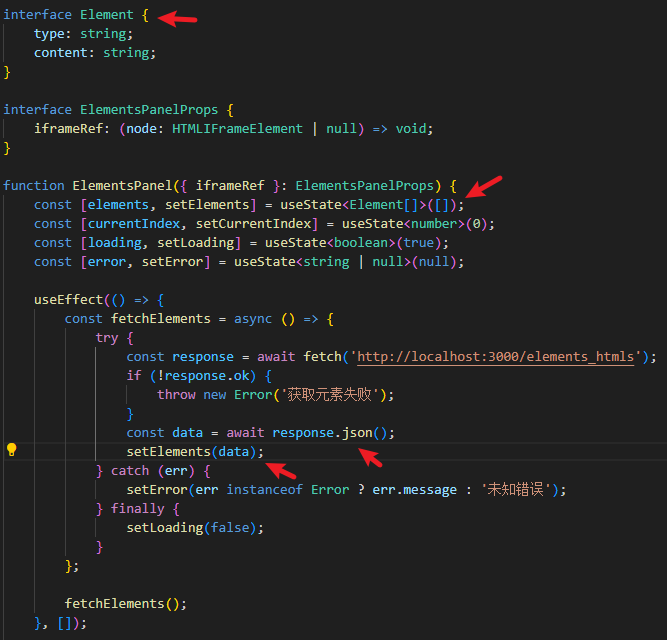 interface Element {
    type: string;
    content: string;
}

interface ElementsPanelProps {
    iframeRef: (node: HTMLIFrameElement | null) => void;
}

function ElementsPanel({ iframeRef }: ElementsPanelProps) {
    const [elements, setElements] = useState<Element[]>([]);
    const [currentIndex, setCurrentIndex] = useState<number>(0);
    const [loading, setLoading] = useState<boolean>(true);
    const [error, setError] = useState<string | null>(null);

    useEffect(() => {
        const fetchElements = async () => {
            try {
                const response = await fetch('http://localhost:3000/elements_htmls');
                if (!response.ok) {
                    throw new Error('获取元素失败');
                }
                const data = await response.json();
                setElements(data);
            } catch (err) {
                setError(err instanceof Error ? err.message : '未知错误');
            } finally {
                setLoading(false);
            }
        };

        fetchElements();
    }, []);